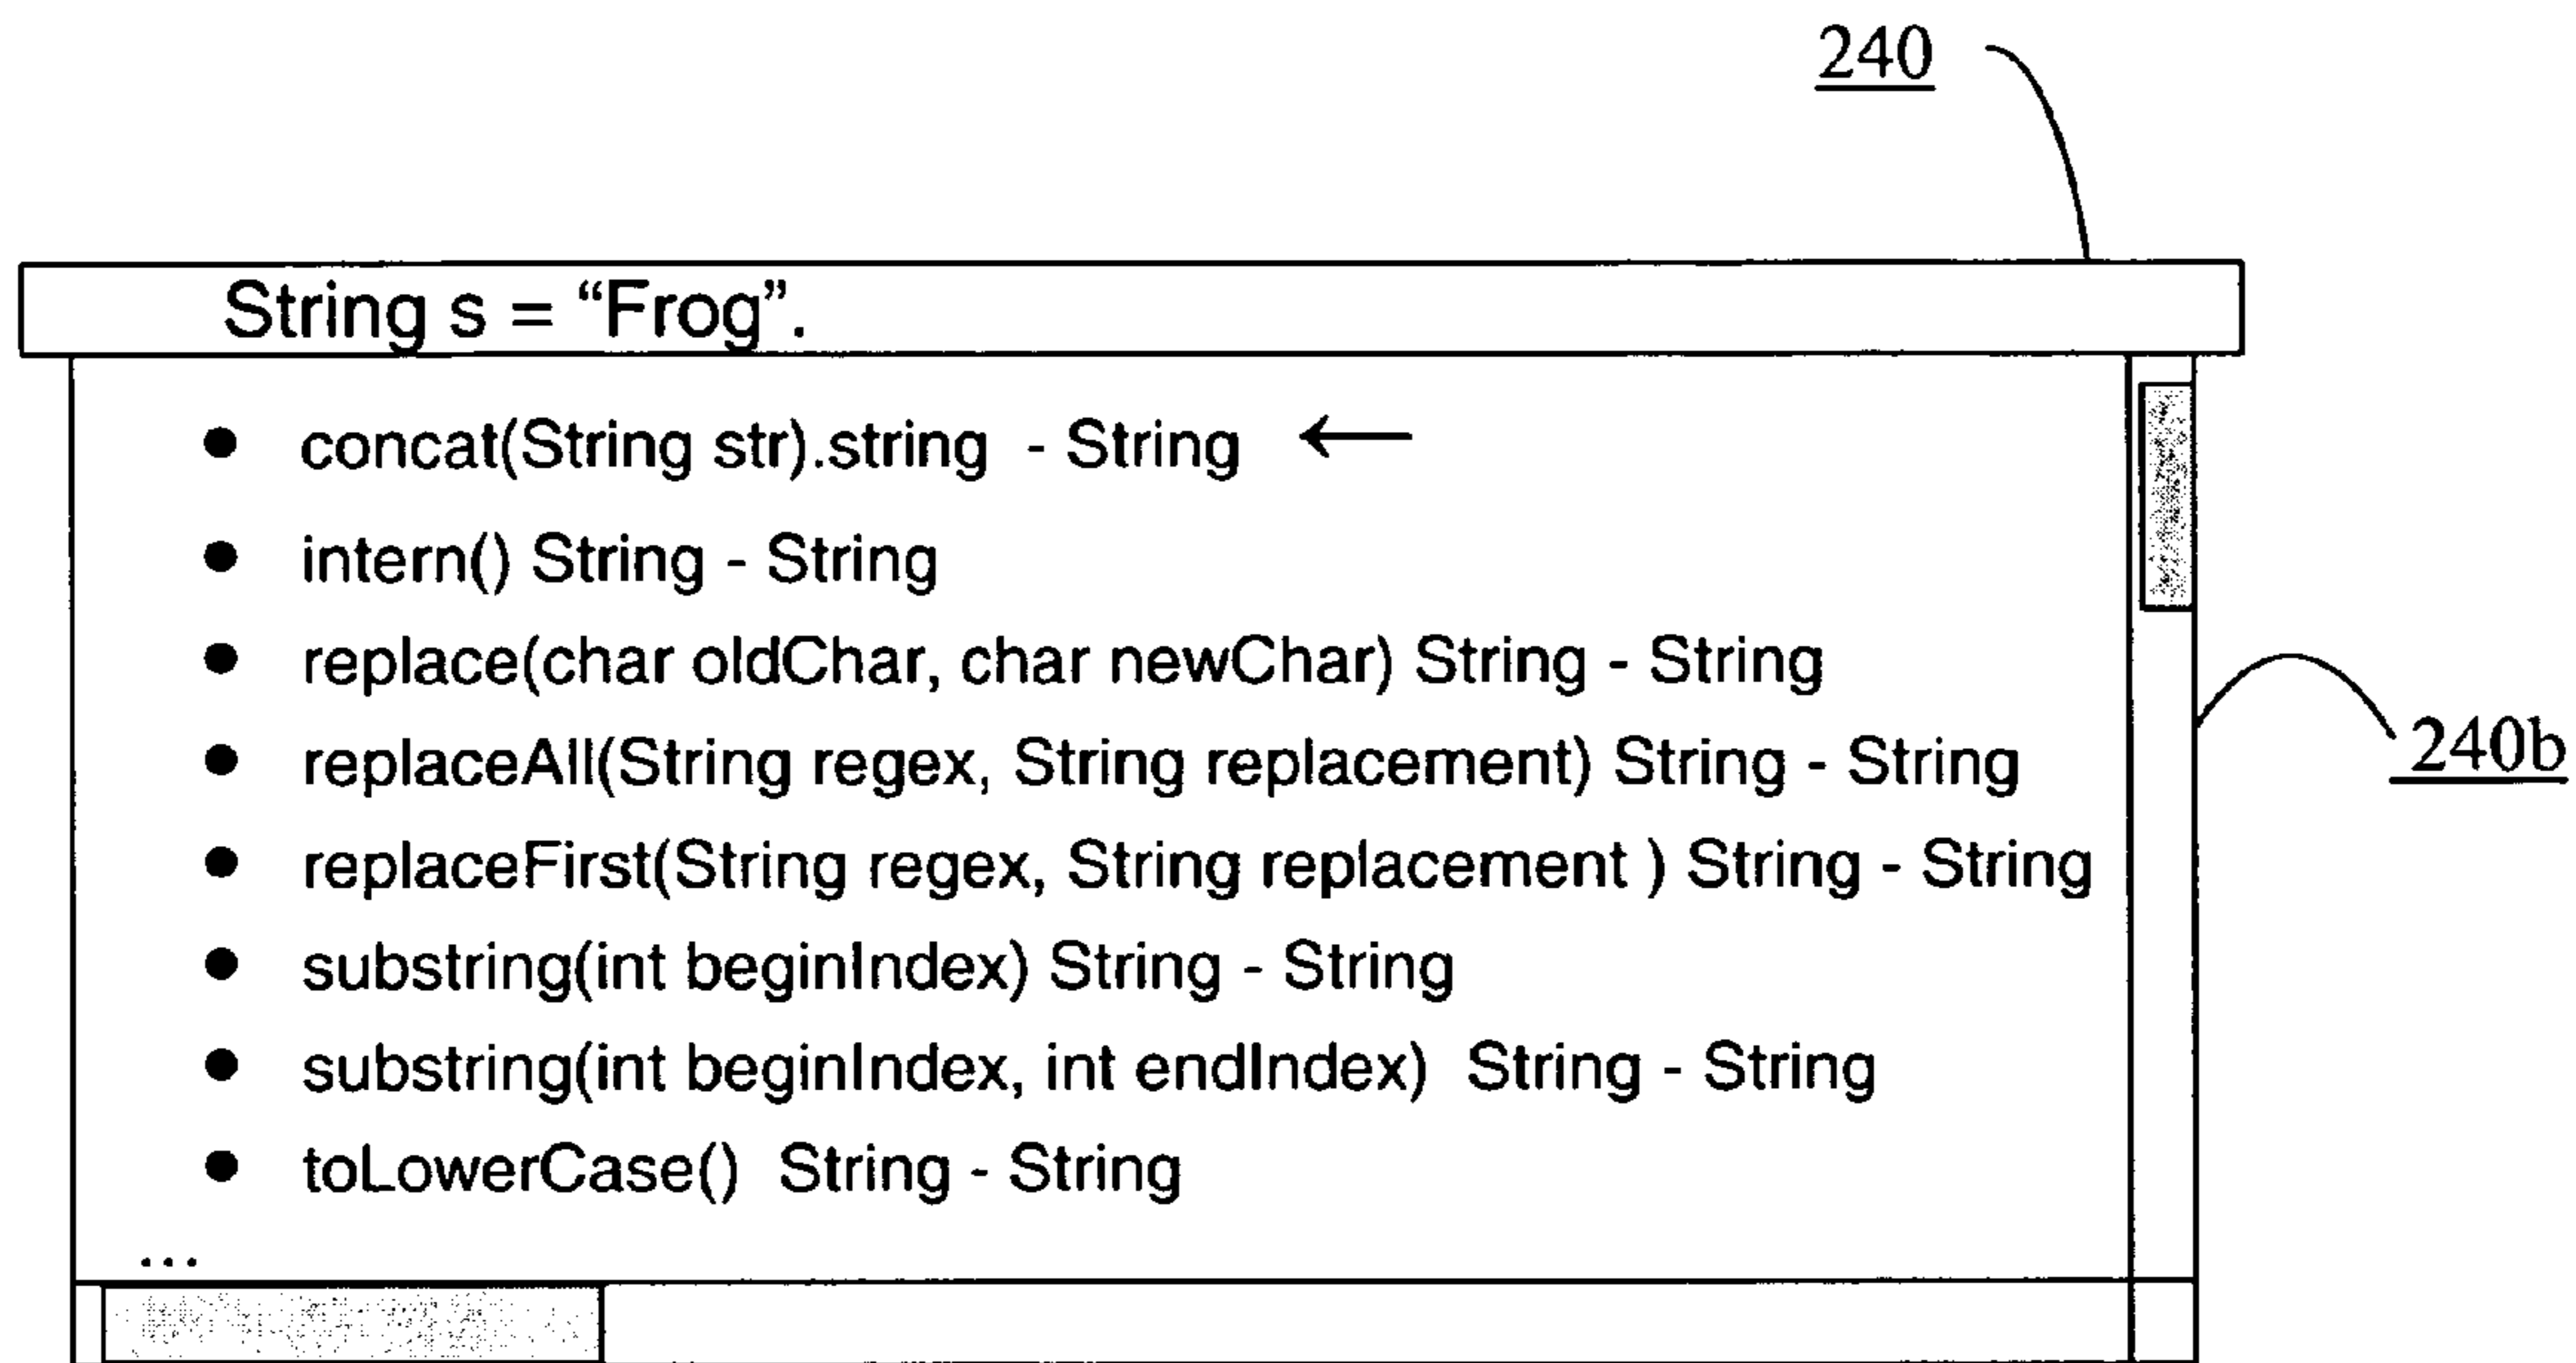 240
String s = “Frog”.
• concat(String str).string - String ←
• intern() String - String
• replace(char oldChar, char newChar) String - String
• replaceAll(String regex, String replacement) String - String
• replaceFirst(String regex, String replacement ) String - String
240b
• substring(int beginIndex) String - String
• substring(int beginIndex, int endIndex) String - String
• toLowerCase() String - String
...